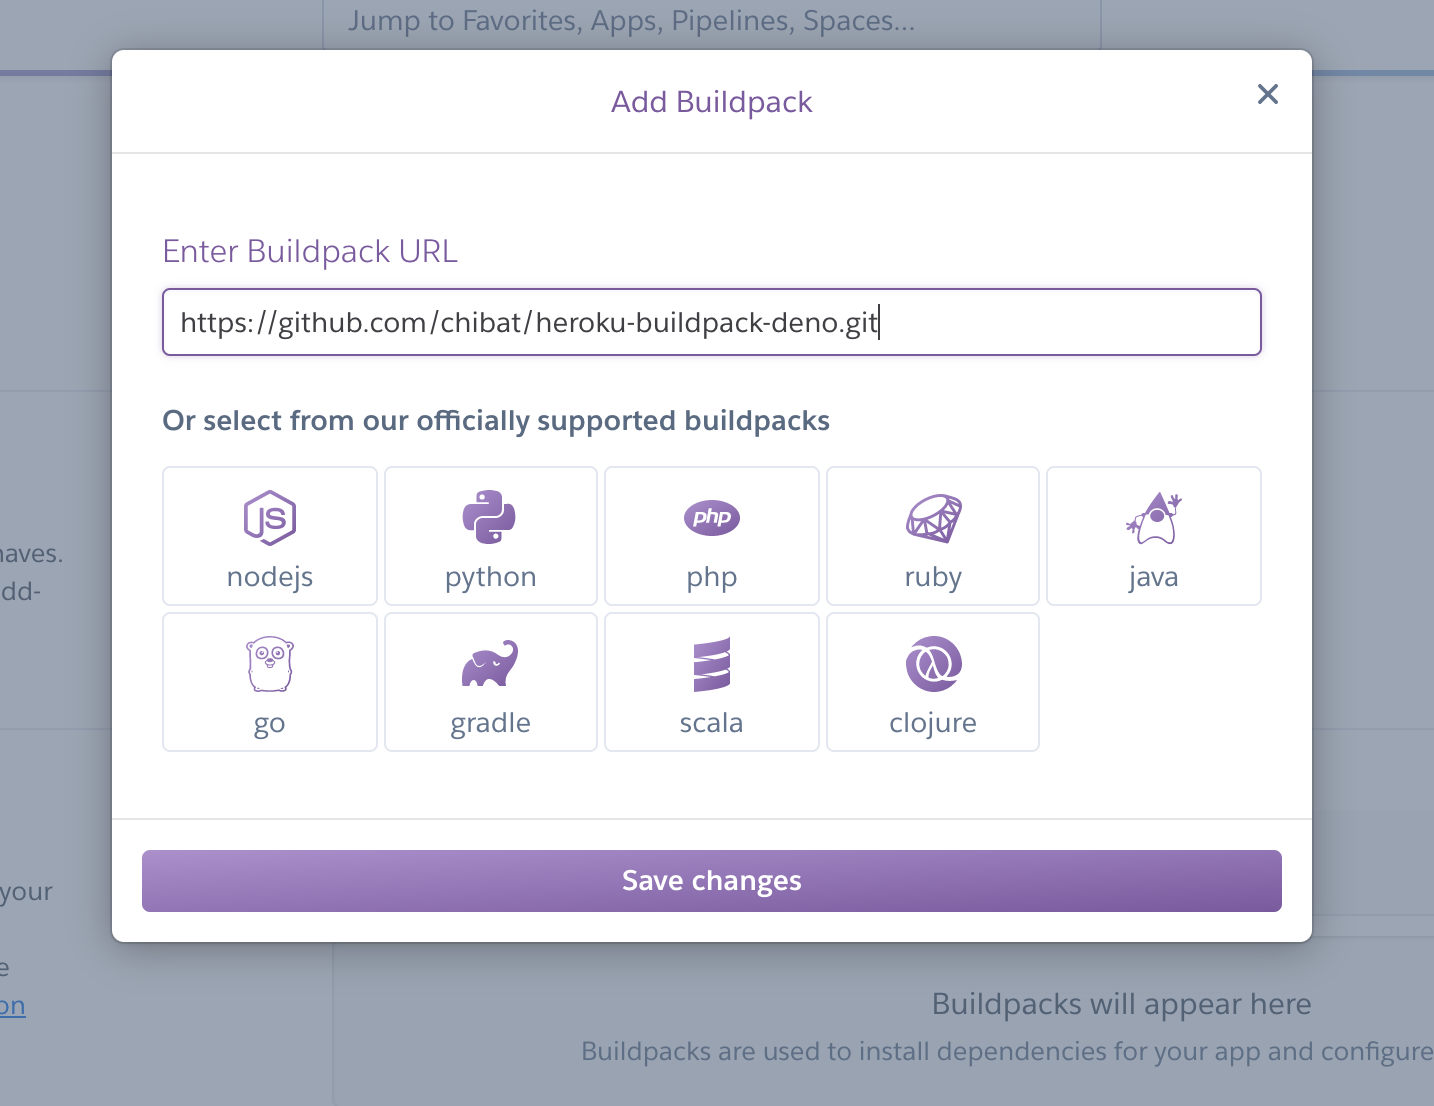 Jump to Favorites, Apps, Pipelines, Spaces...
Add Buildpack
Enter Buildpack URL
https://github.com/chibat/heroku-buildpack-deno.git
Or select from our officially supported buildpacks
JS
php
nodejs
python
php
ruby
java
go
gradle
scala
clojure
Save changes
haves.
dd-
your
e
on
Buildpacks will appear here
Buildpacks are used to install dependencies for your app and configure